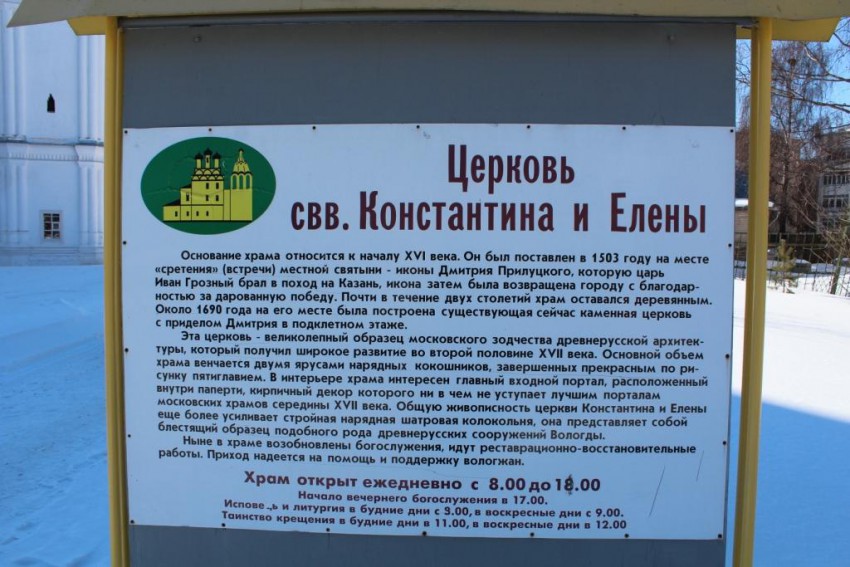 Церковь
свв. Константина и Елены
Основание храма относится к началу XVI века. Он был поставлен в 1503 году на месте
«сретения» (встречи) местной святыни - иконы Дмитрия Прилуцкого, которую царь
Иван Грозный брал в поход на Казань, икона затем была возвращена городу с благодар-
ностью за дарованную победу. Почти в течение двух столетий храм оставался деревянным.
Около 1690 года на его месте была построена существующая сейчас каменная церковь
с приделом Дмитрия в подклетном этаже.
Эта церковь - великолепный образец московского зодчества древнерусской архитек-
туры, который получил широкое развитие во второй половине XVII века. Основной объем
храма венчается двумя ярусами нарядных кокошников, завершенных прекрасным по ри-
сунку пятиглавием. В интерьере храма интересен главный входной портал, расположенный
внутри паперти, кирпичный декор которого ни в чем не уступает лучшим порталам
московских храмов середины XVII века. Общую живописность церкви Константина и Елены
еще более усиливает стройная нарядная шатровая колокольня, она представляет собой
блестящий образец подобного рода древнерусских сооружений Вологды.
Ныне в храме возобновлены богослужения, идут реставрационно-восстановительные
работы. Приход надеется на помощь и поддержку вологжан.
Храм открыт ежедневно с 8.00 до 18.00
Начало вечернего богослужения в 17.00.
и литургия в будние дни с в воскресные дни с 9.00.
Таинство крещения в будние дни в 11.00, в воскресные дни в 12.00